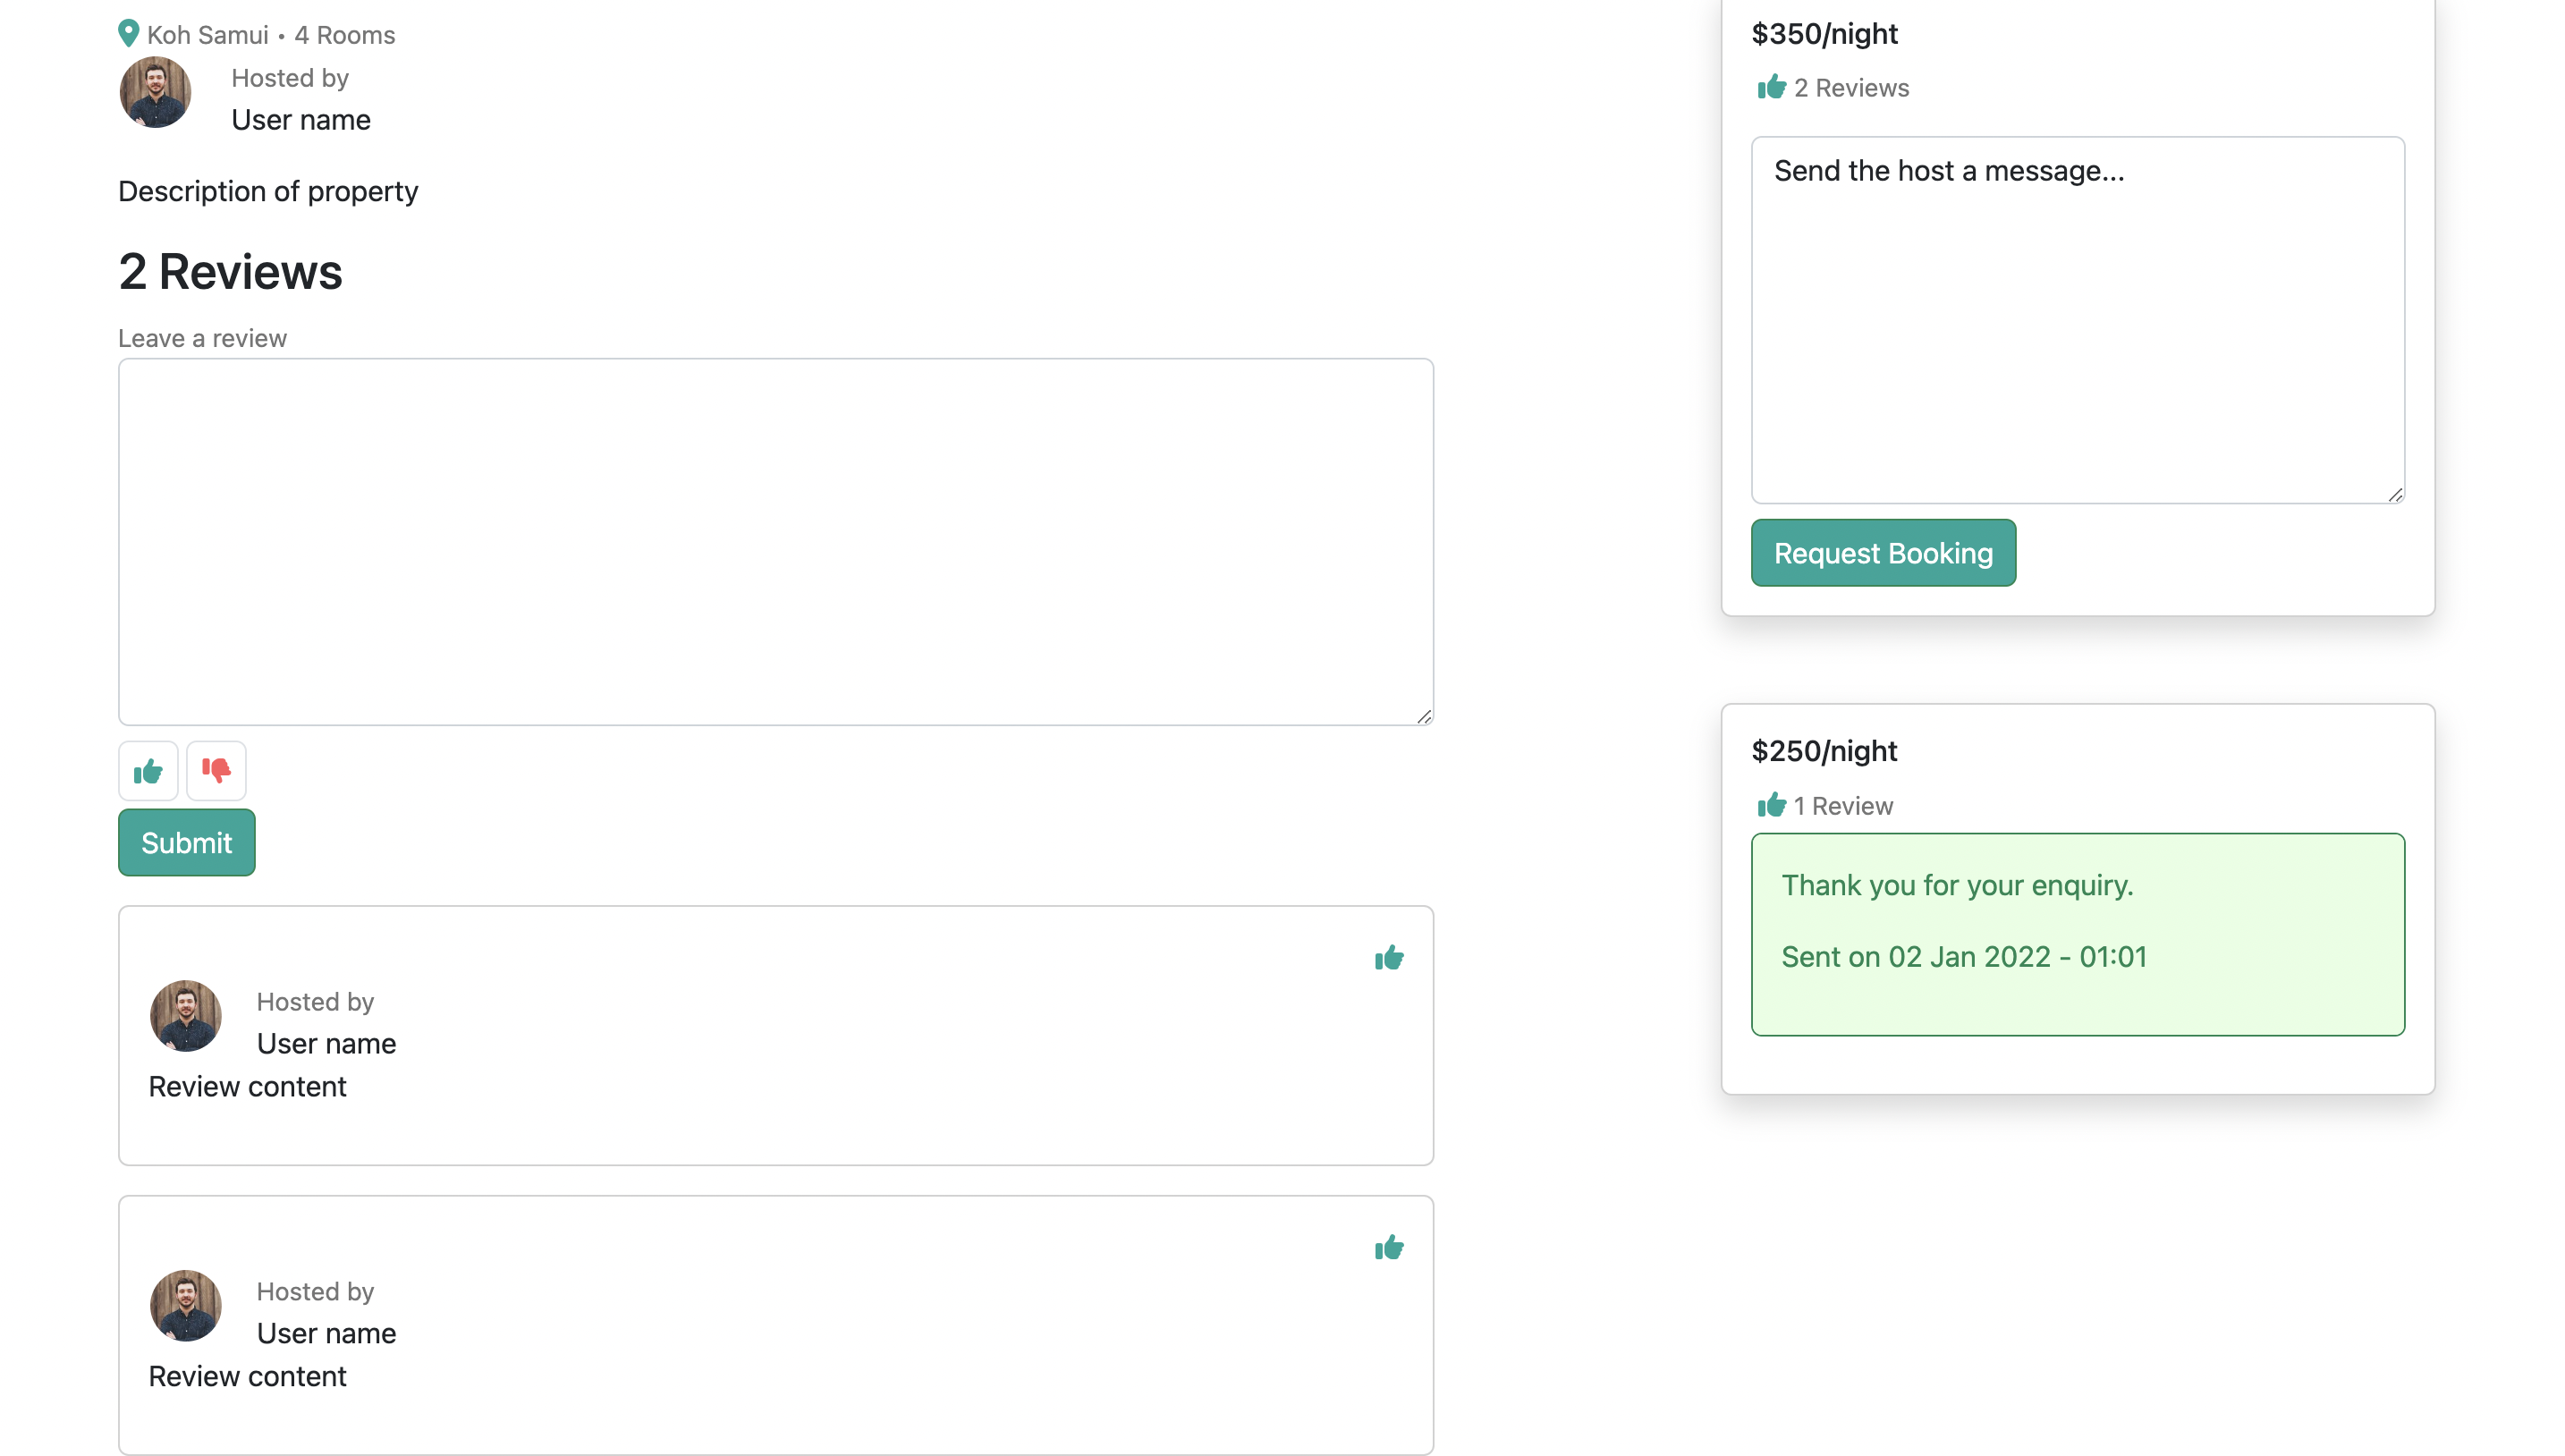 Koh Samui • 4 Rooms
Hosted by
User name
Description of property
2 Reviews
Leave a review
Submit
Hosted by
User name
Review content
Hosted by
User name
Review content
$350/night
2 Reviews
Send the host a message...
Request Booking
$250/night
1 Review
Thank you for your enquiry.
Sent on 02 Jan 2022 - 01:01